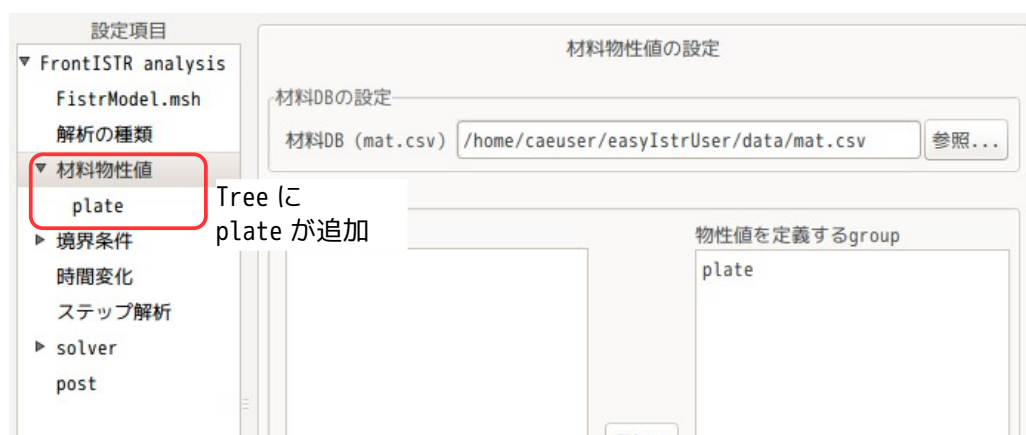 設定項目
▼ FrontISTR analysis
FistrModel.msh
解析の種類
▼ 材料物性値
plate
▶ 境界条件
時間変化
ステップ解析
▶ solver
post
Tree に
plate が追加
材料物性値の設定
材料DBの設定
材料DB (mat.csv) /home/caeuser/easyIstrUser/data/mat.csv 参照...
物性値を定義するgroup
plate